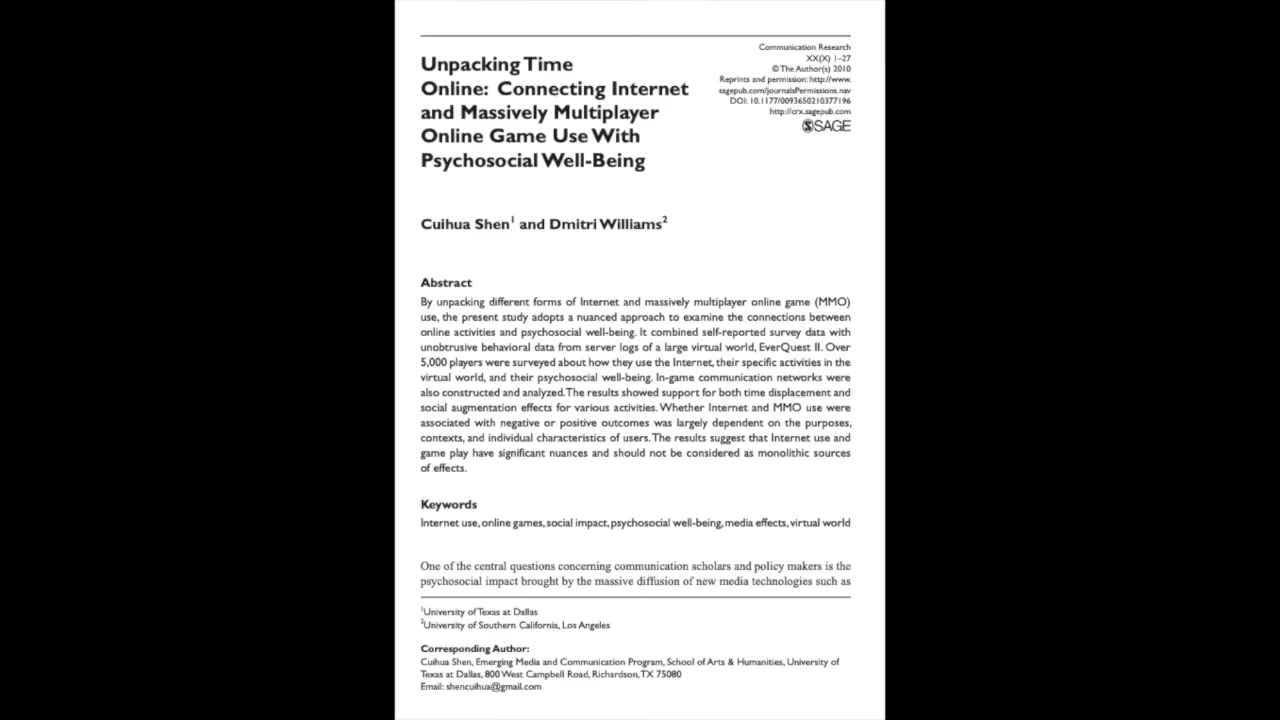 Communication Research
XX(X) 1–27
© The Author(s) 2010
Reprints and permission: http://www.
sagepub.com/journalsPermissions.nav
DOI: 10.1177/0093650210377196
http://crx.sagepub.com
SAGE
Unpacking Time
Online: Connecting Internet
and Massively Multiplayer
Online Game Use With
Psychosocial Well-Being
Cuihua Shen1 and Dmitri Williams2
Abstract
By unpacking different forms of Internet and massively multiplayer online game (MMO)
use, the present study adopts a nuanced approach to examine the connections between
online activities and psychosocial well-being. It combined self-reported survey data with
unobtrusive behavioral data from server logs of a large virtual world, EverQuest II. Over
5,000 players were surveyed about how they use the Internet, their specific activities in the
virtual world, and their psychosocial well-being. In-game communication networks were
also constructed and analyzed. The results showed support for both time displacement and
social augmentation effects for various activities. Whether Internet and MMO use were
associated with negative or positive outcomes was largely dependent on the purposes,
contexts, and individual characteristics of users. The results suggest that Internet use and
game play have significant nuances and should not be considered as monolithic sources
of effects.
Keywords
Internet use, online games, social impact, psychosocial well-being, media effects, virtual world
One of the central questions concerning communication scholars and policy makers is the
psychosocial impact brought by the massive diffusion of new media technologies such as
1University of Texas at Dallas
2University of Southern California, Los Angeles
Corresponding Author:
Cuihua Shen, Emerging Media and Communication Program, School of Arts & Humanities, University of
Texas at Dallas, 800 West Campbell Road, Richardson, TX 75080
Email: shencuihua@gmail.com